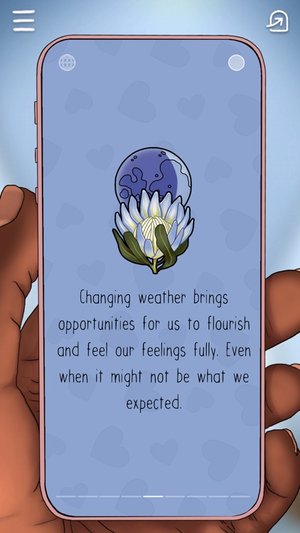 Changing weather brings
opportunities for us to flourish
and feel our feelings fully. Even
when it might not be what we
expected.